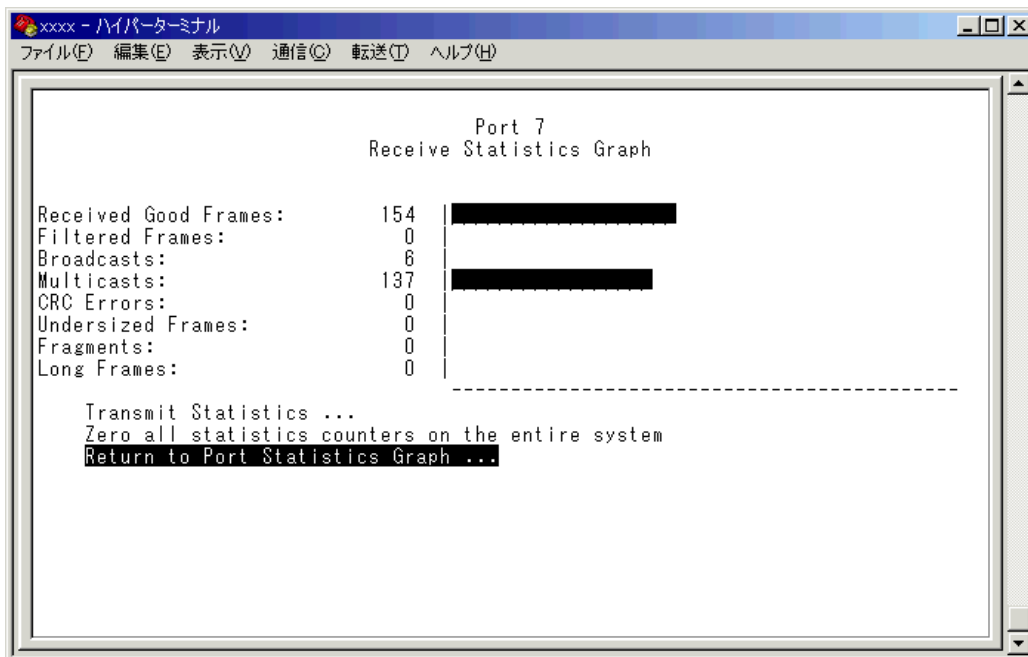 xxxx - ハイパーターミナル
ファイル(F) 編集(E) 表示(V) 通信(C) 転送(T) ヘルプ(H)
Port 7
Receive Statistics Graph
Received Good Frames: 154
Filtered Frames: 0
Broadcasts: 6
Multicasts: 137
CRC Errors: 0
Undersized Frames: 0
Fragments: 0
Long Frames: 0
Transmit Statistics ...
Zero all statistics counters on the entire system
Return to Port Statistics Graph ...